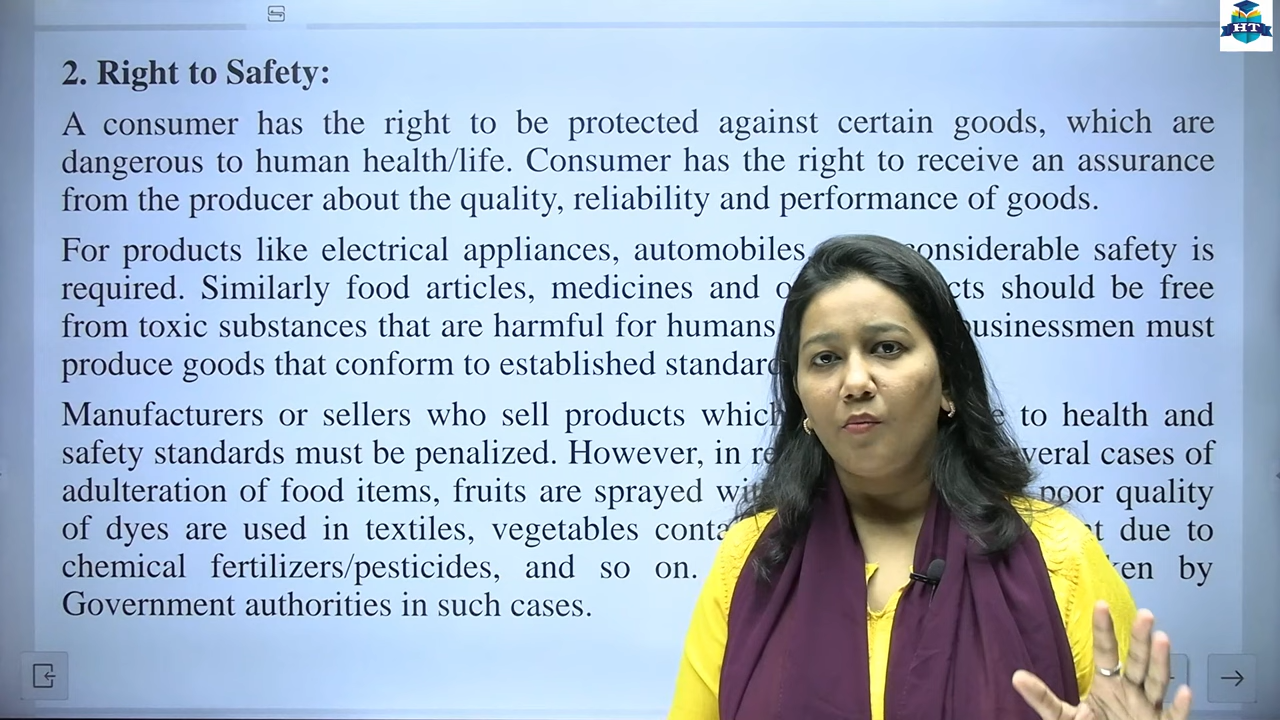 HT
2. Right to Safety:
A consumer has the right to be protected against certain goods, which are
dangerous to human health/life. Consumer has the right to receive an assurance
from the producer about the quality, reliability and performance of goods.
For products like electrical appliances, automobiles, considerable safety is
required. Similarly food articles, medicines and should be free
from toxic substances that are harmful for humans businessmen must
produce goods that conform to established
Manufacturers or sellers who sell products which to health and
safety standards must be penalized. However, in several cases of
adulteration of food items, fruits are sprayed poor quality
of dyes are used in textiles, vegetables due to
chemical fertilizers/pesticides, and so on. by
Government authorities in such cases.